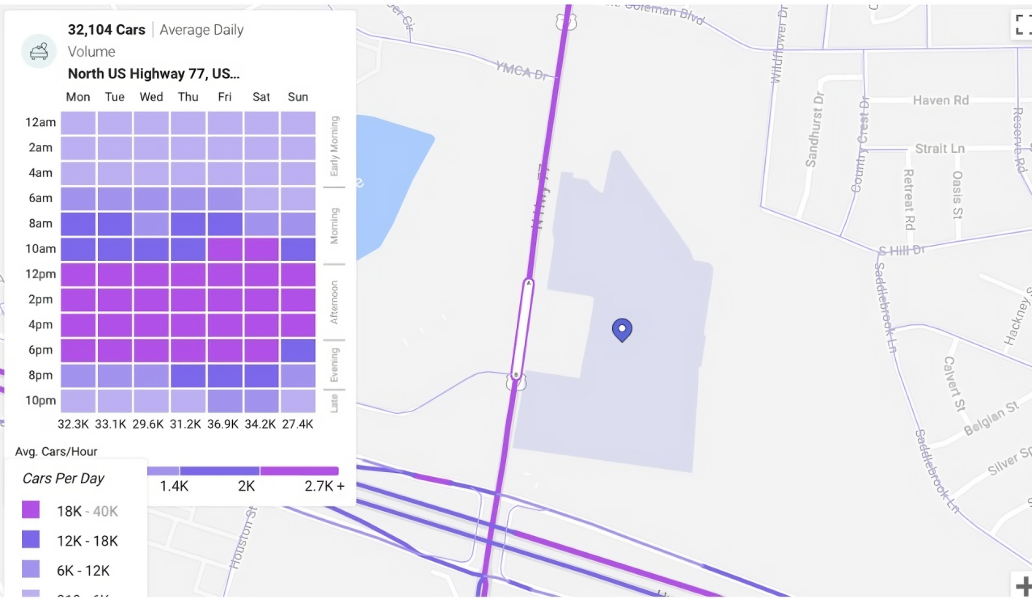 32,104 Cars | Average Daily
Volume
North US Highway 77, US...
Mon Tue Wed Thu Fri Sat Sun
12am
2am
4am
Early Morning
6am
8am
10am
Morning
12pm
2pm
4pm
Afternoon
6pm
8pm
Evening
10pm
Late
32.3K 33.1K 29.6K 31.2K 36.9K 34.2K 27.4K
Avg. Cars/Hour
1.4K 2K 2.7K +
Cars Per Day
18K - 40K
12K - 18K
6K - 12K
Coleman Blvd
YMCA Dr
N Hwy 77
Wildflower Dr
Sandhurst Dr
Country Crest Dr
Haven Rd
Strait Ln
Reserve Rd
Retreat Rd
Oasis St
S Hill Dr
Saddlebrook Ln
Hackney
Calvert St
Belgian St
Saddlebrook Ln
Silver Sp
Houston St